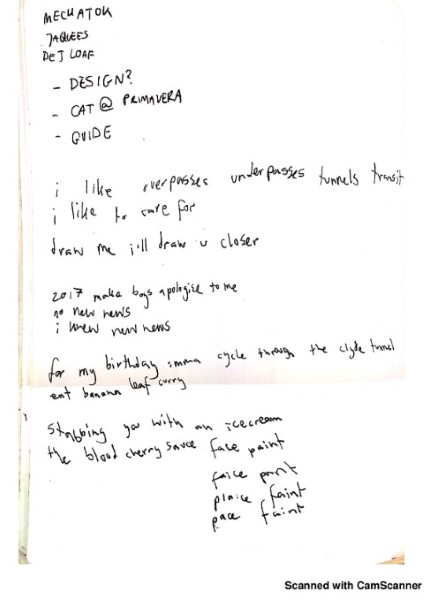 MECHATOK
JAQUEES
DEJ LOAF
- DESIGN?
- CAT @ PRIMAVERA
- GUIDE
i like overpasses underpasses tunnels transit
i like to care for
draw me i'll draw u closer
2017 make boys apologise to me
no new news
i knew new news
for my birthday imma cycle through the clyde tunnel
eat banana leaf curry
stabbing you with an icecream
the blood cherry sauce face paint
faice paint
plaice faint
pace faint
Scanned with CamScanner